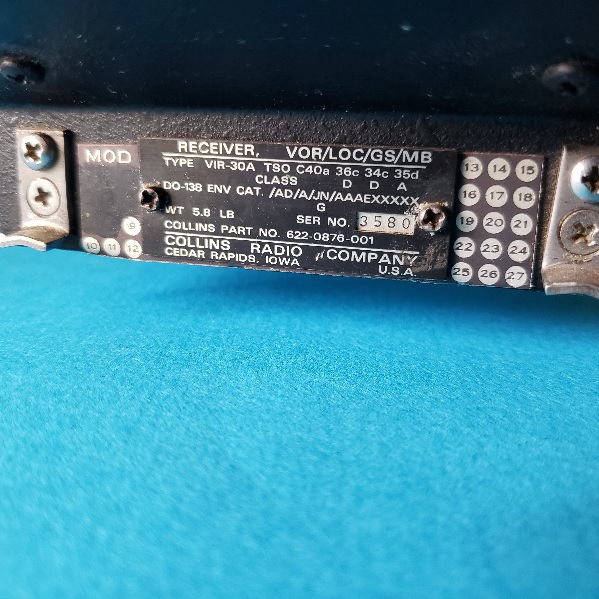 MOD
RECEIVER, VOR/LOC/GS/MB
TYPE VIR-30A TSO C40a 36c 34c 35d
CLASS D D A
DO-138 ENV CAT. /AD/A/JN/AAAEXXXXX
G
WT 5.8 LB SER NO. 3580
COLLINS PART NO. 622-0876-001
COLLINS RADIO COMPANY
CEDAR RAPIDS, IOWA U.S.A.
9
10 11 12
13 14 15
16 17 18
19 20 21
22 23 24
25 26 27